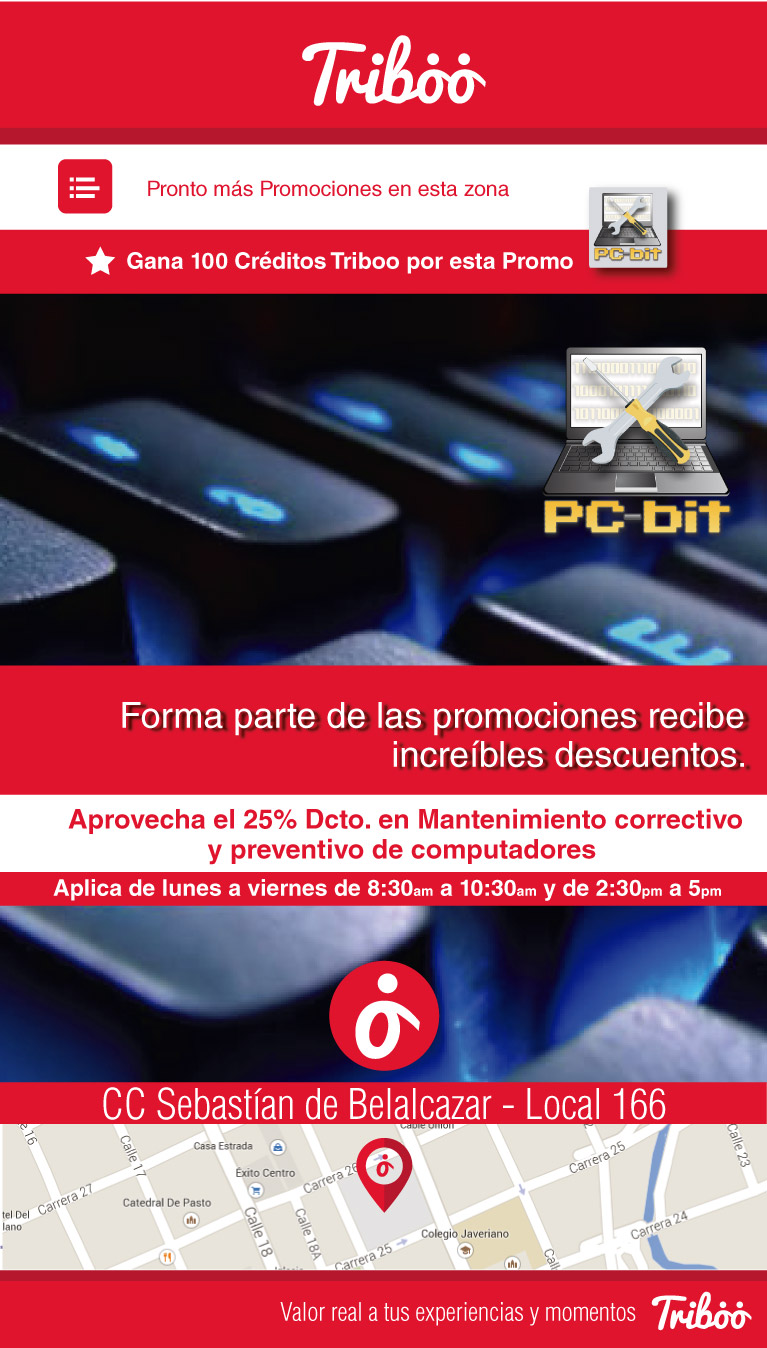 Triboo
Pronto más Promociones en esta zona
PC-bit
Gana 100 Créditos Triboo por esta Promo
PC-bit
Forma parte de las promociones recibe
increíbles descuentos.
Aprovecha el 25% Dcto. en Mantenimiento correctivo
y preventivo de computadores
Aplica de lunes a viernes de 8:30am a 10:30am y de 2:30pm a 5pm
CC Sebastían de Belalcazar - Local 166
Cable Unión
Calle 17
Casa Estrada
Calle 23
Carrera 25
Éxito Centro
Carrera 26
Carrera 27
Catedral De Pasto
Calle 18
Calle 18A
Carrera 24
Colegio Javeriano
Carrera 25
Valor real a tus experiencias y momentos Triboo